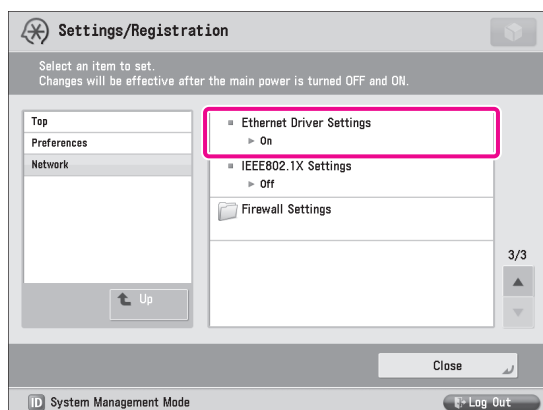 Settings/Registration
Select an item to set.
Changes will be effective after the main power is turned OFF and ON.
Top
Preferences
Network
Up
Ethernet Driver Settings
On
IEEE802.1X Settings
Off
Firewall Settings
3/3
Close
ID System Management Mode
Log Out